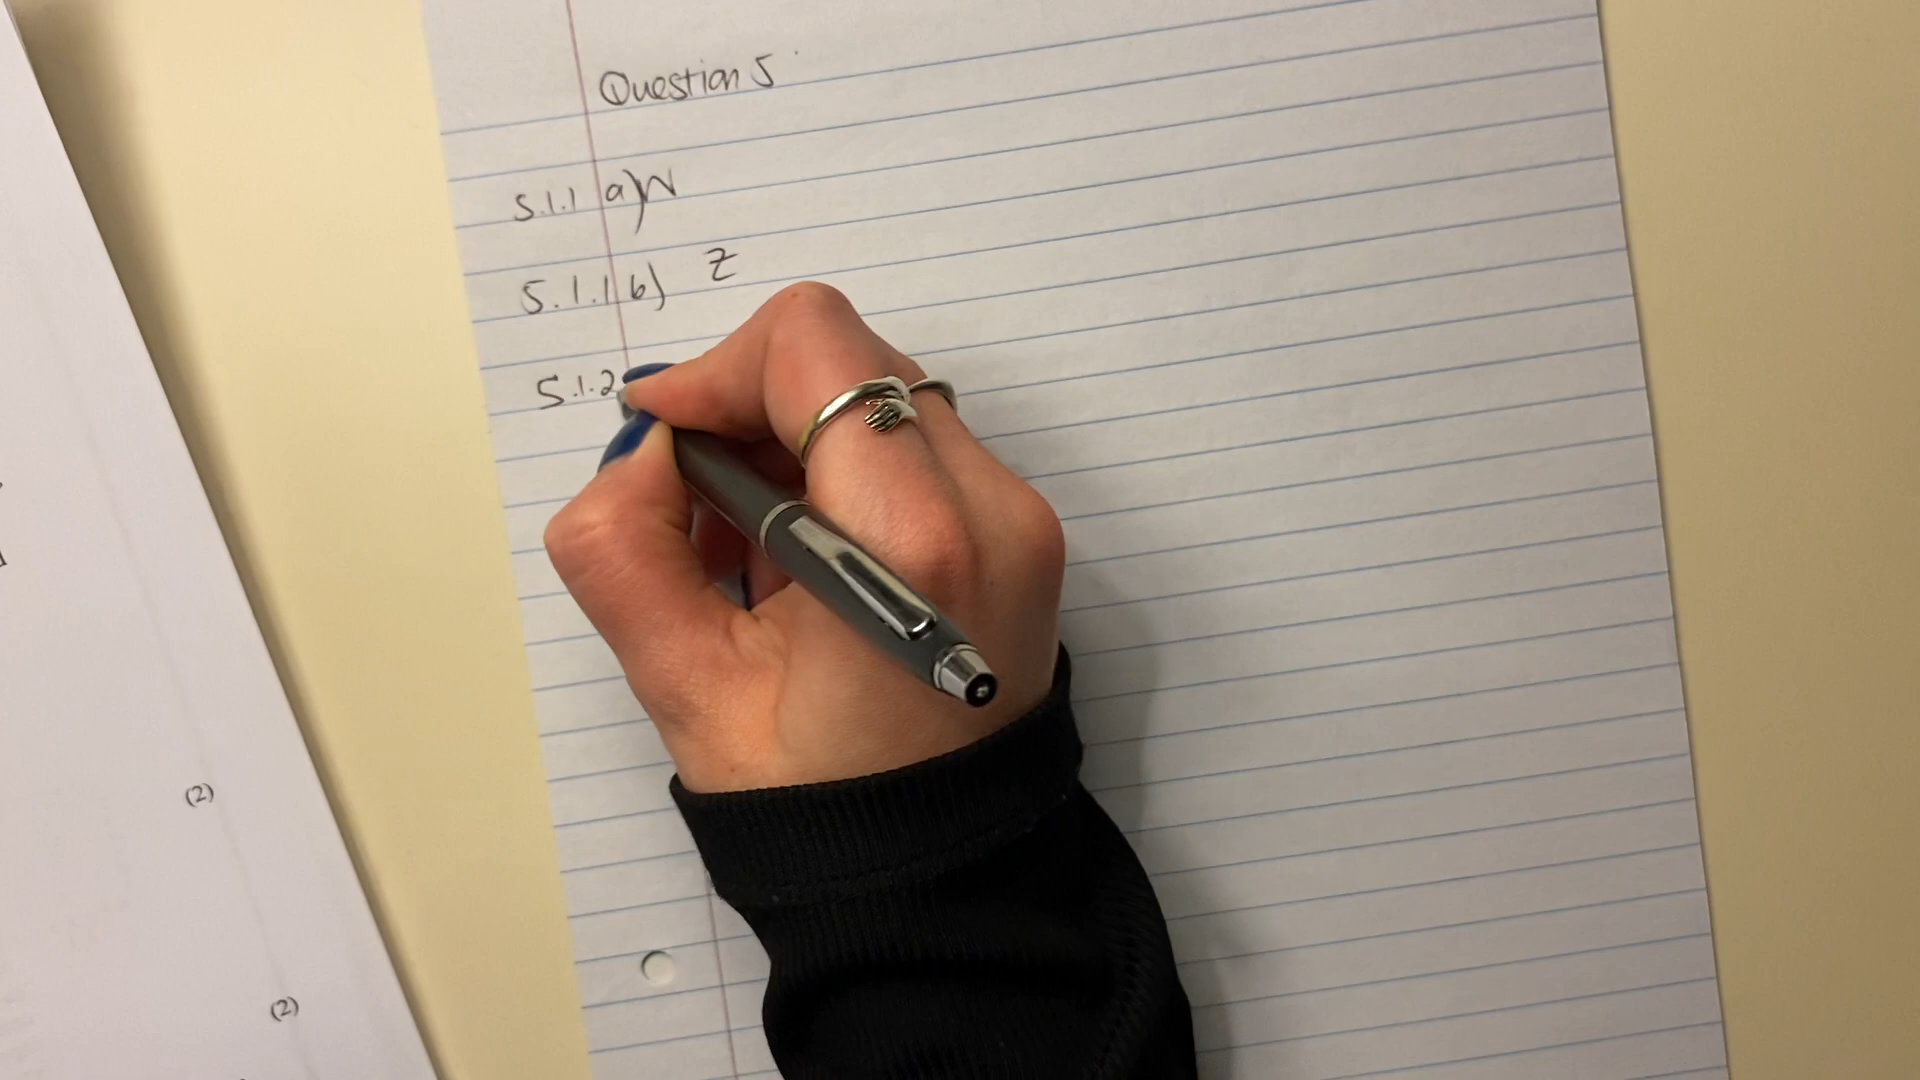 Question 5
5.1.1 a) W
5.1.1 b) Z
5.1.2
(2)
(2)